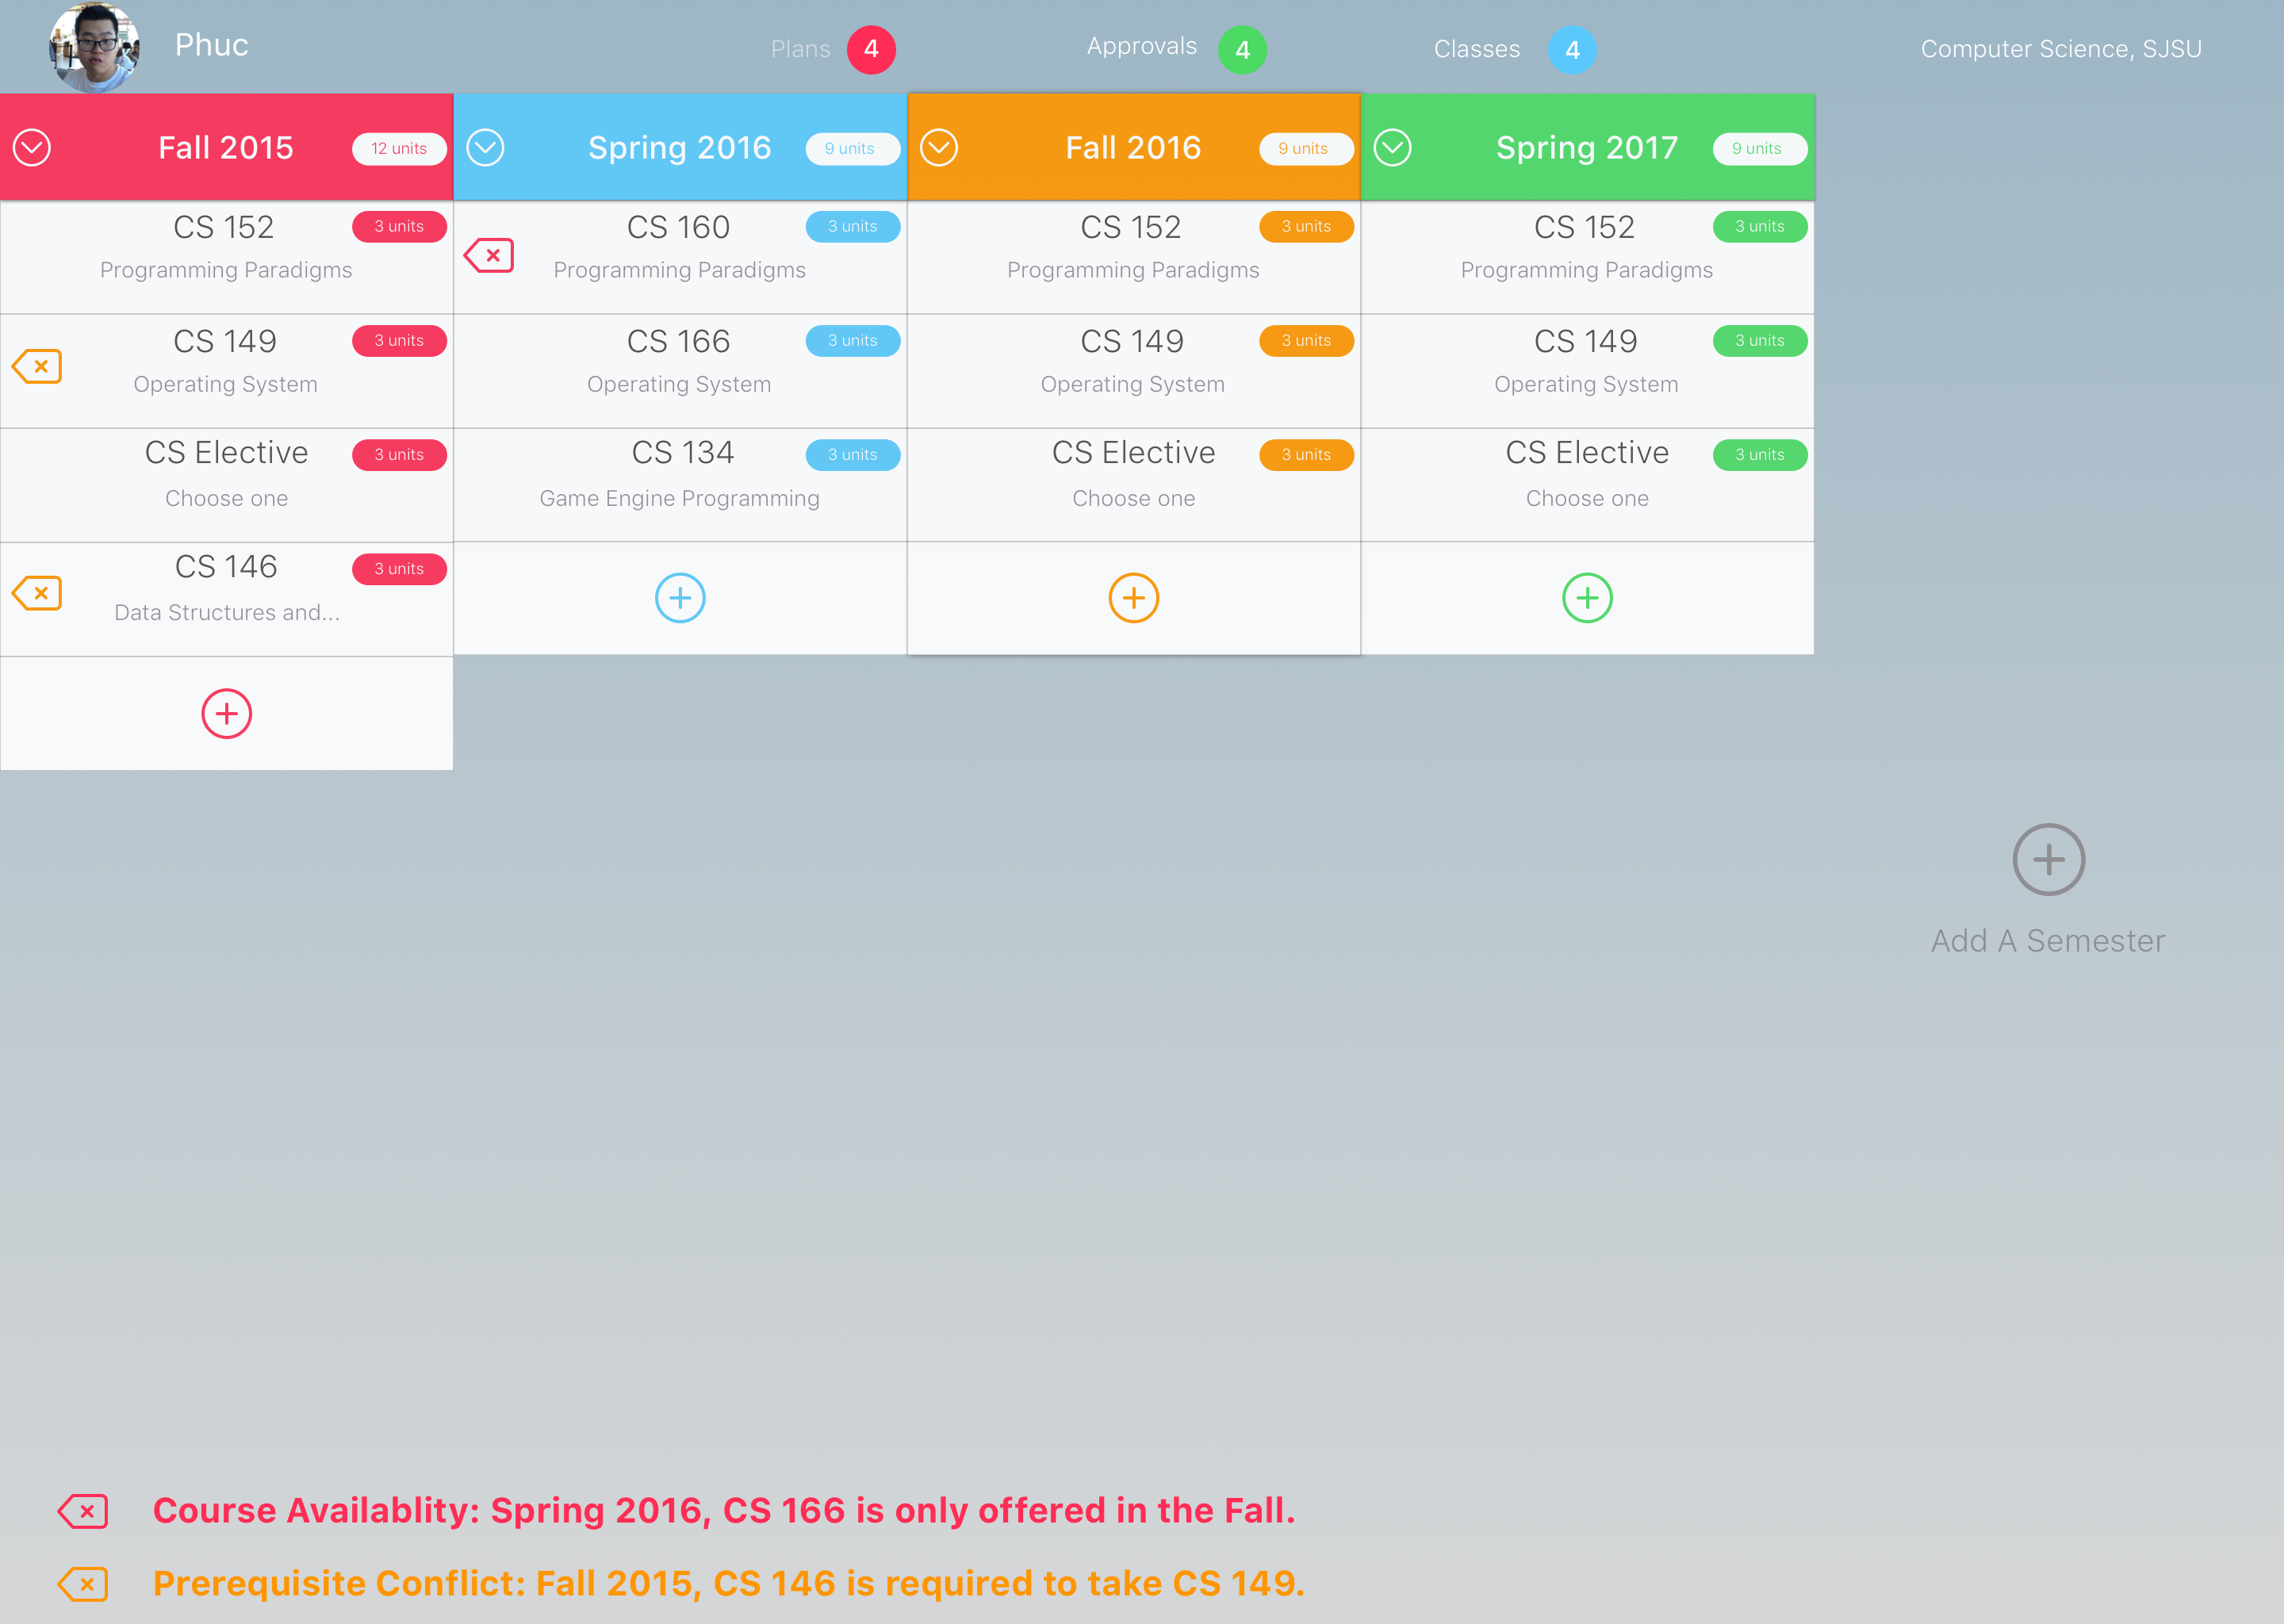 Phuc
Plans 4
Approvals 4
Classes 4
Computer Science, SJSU
Fall 2015
12 units
CS 152
3 units
Programming Paradigms
CS 149
3 units
Operating System
CS Elective
3 units
Choose one
CS 146
3 units
Data Structures and...
Spring 2016
9 units
CS 160
3 units
Programming Paradigms
CS 166
3 units
Operating System
CS 134
3 units
Game Engine Programming
Fall 2016
9 units
CS 152
3 units
Programming Paradigms
CS 149
3 units
Operating System
CS Elective
3 units
Choose one
Spring 2017
9 units
CS 152
3 units
Programming Paradigms
CS 149
3 units
Operating System
CS Elective
3 units
Choose one
Add A Semester
Course Availablity: Spring 2016, CS 166 is only offered in the Fall.
Prerequisite Conflict: Fall 2015, CS 146 is required to take CS 149.